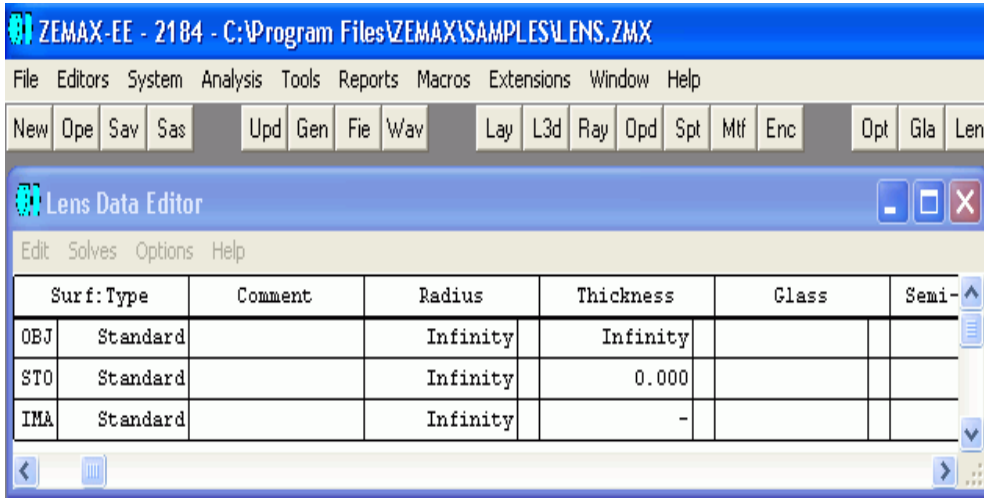 ZEMAX-EE - 2184 - C:\Program Files\ZEMAX\SAMPLES\LENS.ZMX
File Editors System Analysis Tools Reports Macros Extensions Window Help
New Ope Sav Sas Upd Gen Fie Wav Lay L3d Ray Opd Spt Mtf Enc Opt Gla Len
Lens Data Editor
Edit Solves Options Help
Surf:Type Comment Radius Thickness Glass Semi-
OBJ Standard Infinity Infinity
STO Standard Infinity 0.000
IMA Standard Infinity -